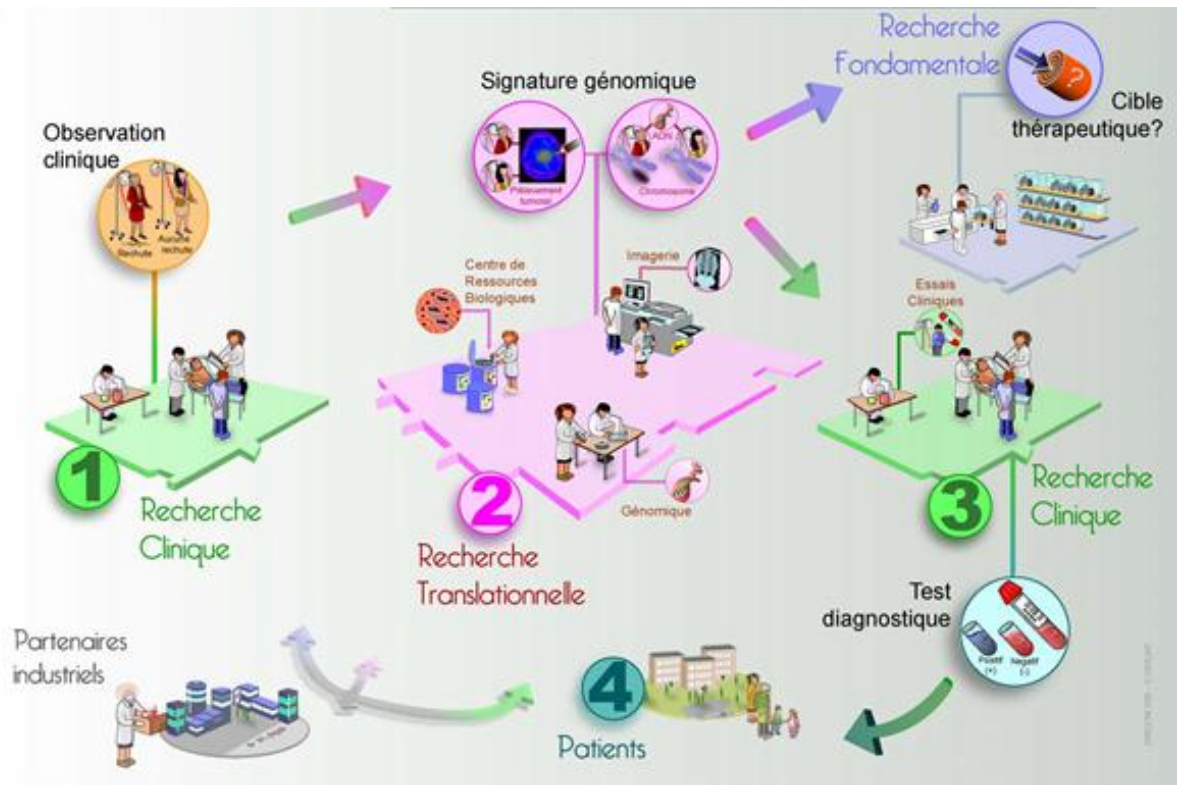 Observation
clinique
Rechute
Aucune
rechute
1
Recherche
Clinique
Signature génomique
Prélèvement
tumoral
ADN
Chromosome
Centre de
Ressources
Biologiques
Imagerie
Génomique
2
Recherche
Translationnelle
Recherche
Fondamentale
?
Cible
thérapeutique?
Essais
Cliniques
3
Recherche
Clinique
Test
diagnostique
Positif
(+)
Négatif
(-)
4
Patients
Partenaires
industriels